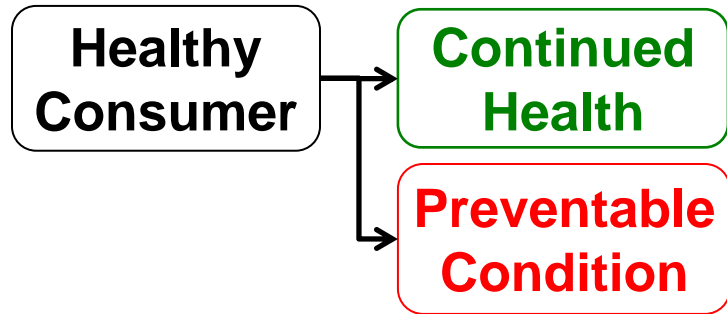 Healthy
Consumer
Continued
Health
Preventable
Condition